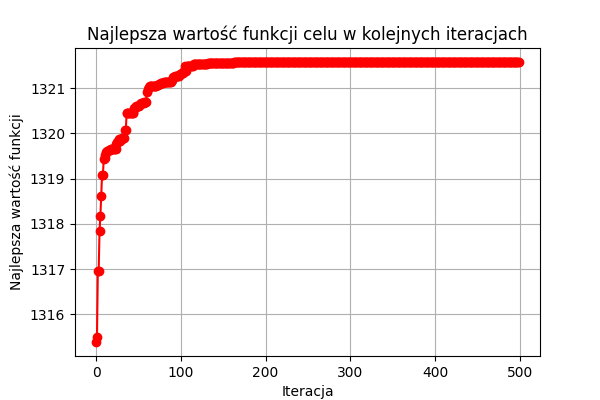 Najlepsza wartość funkcji celu w kolejnych iteracjach
Najlepsza wartość funkcji
1321
1320
1319
1318
1317
1316
0 100 200 300 400 500
Iteracja